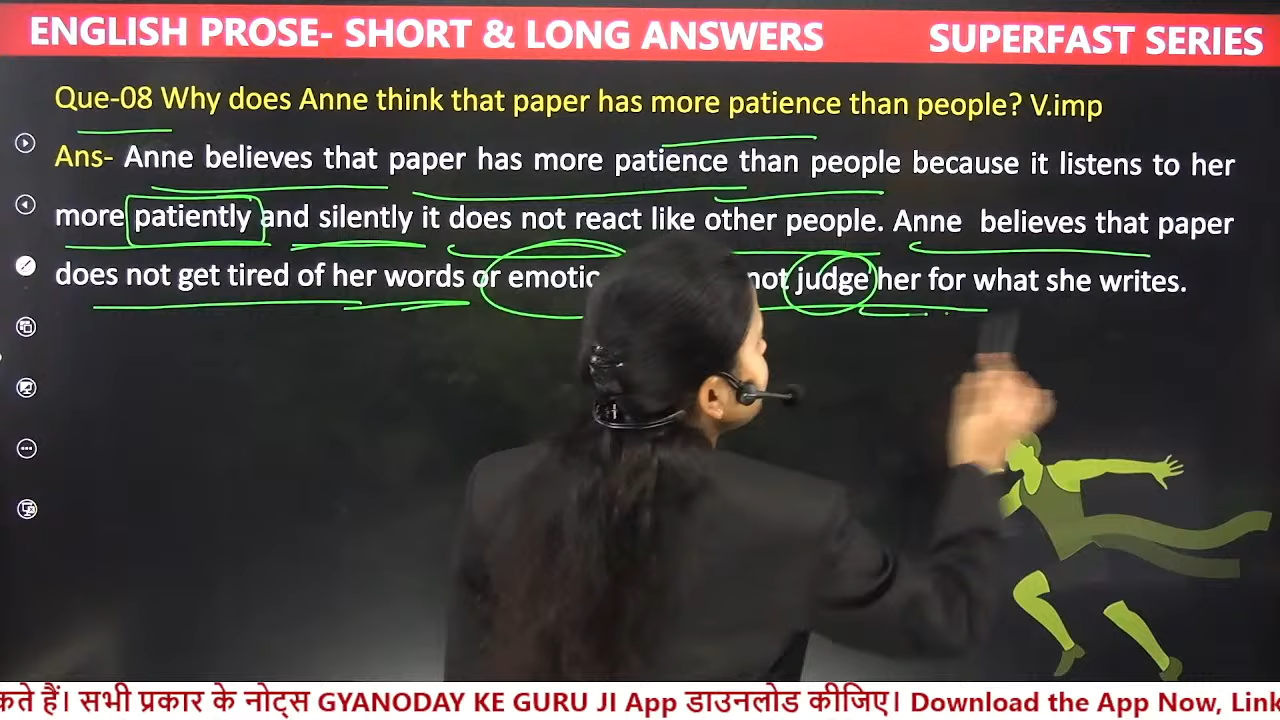 ENGLISH PROSE- SHORT & LONG ANSWERS SUPERFAST SERIES
Que-08 Why does Anne think that paper has more patience than people? V.imp
Ans- Anne believes that paper has more patience than people because it listens to her
more patiently and silently it does not react like other people. Anne believes that paper
does not get tired of her words or not judge her for what she writes.
सभी प्रकार के नोट्स GYANODAY KE GURU JI App डाउनलोड कीजिए। Download the App Now, Link